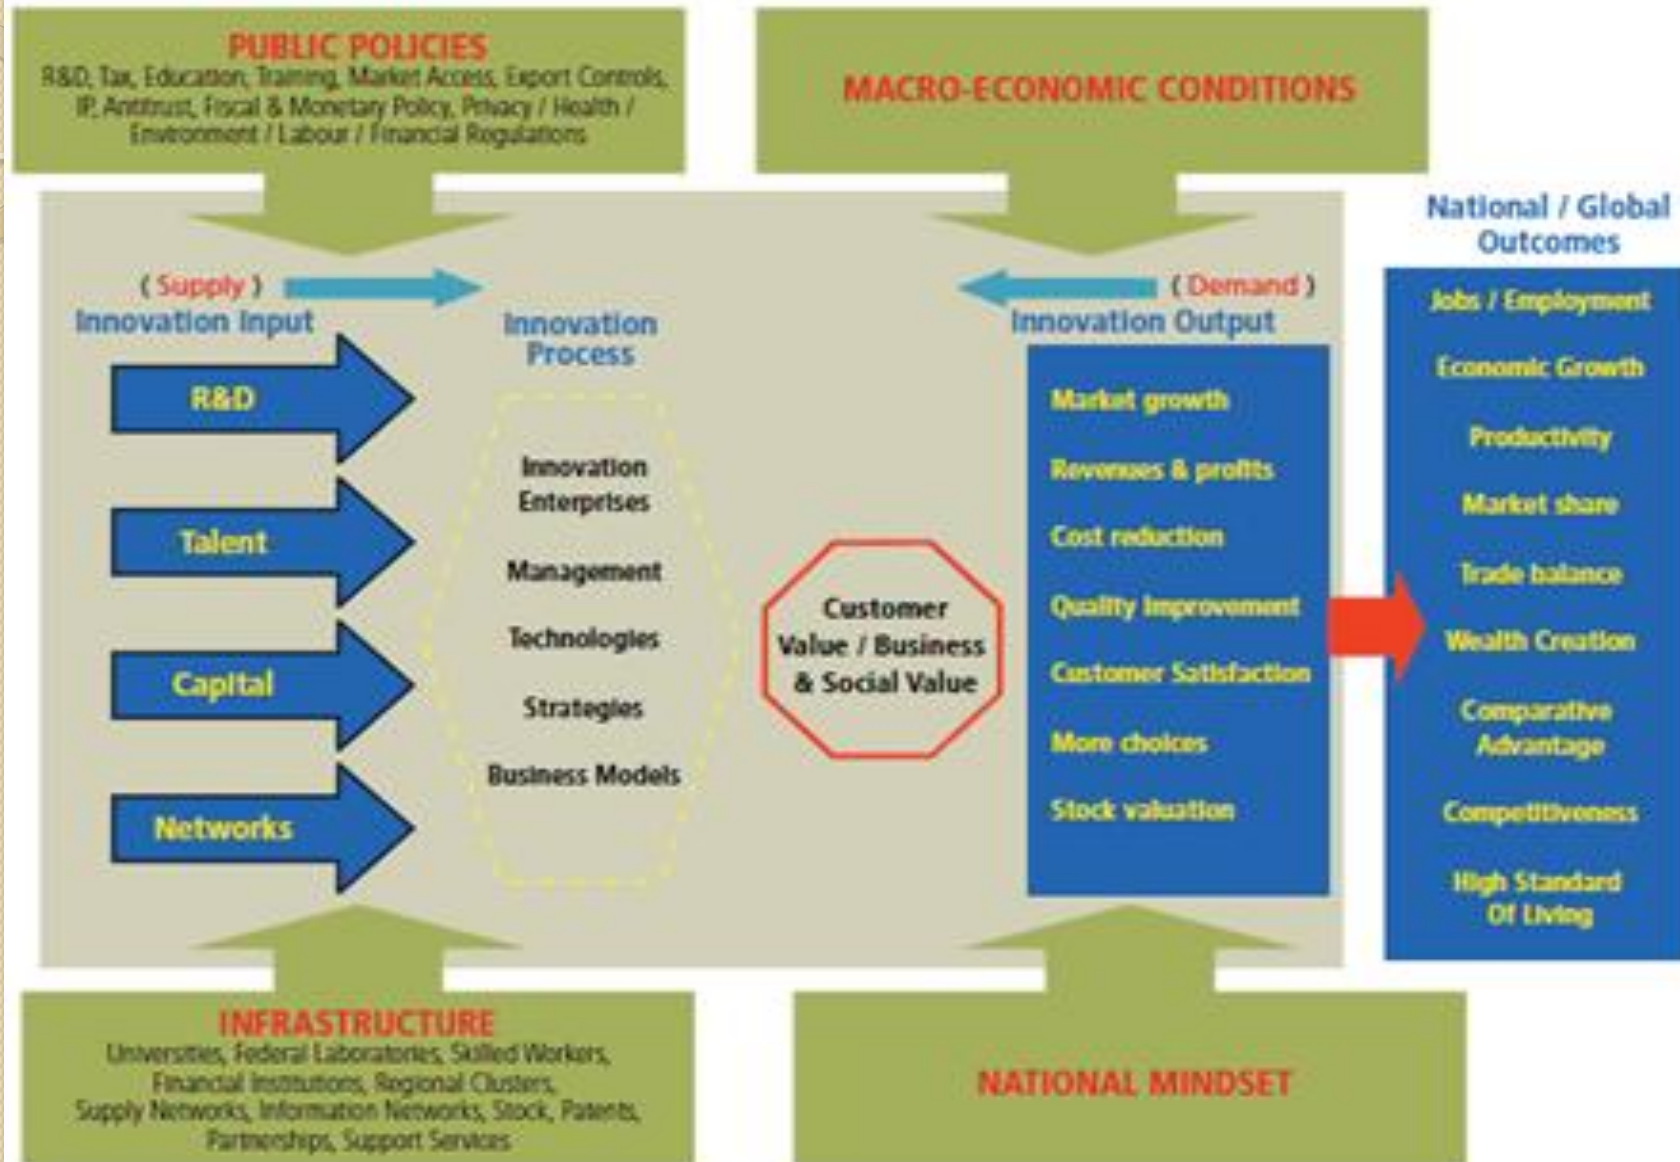 PUBLIC POLICIES
R&D, Tax, Education, Training, Market Access, Export Controls,
IP, Antitrust, Fiscal & Monetary Policy, Privacy / Health /
Environment / Labour / Financial Regulations
MACRO-ECONOMIC CONDITIONS
( Supply )
Innovation Input
R&D
Talent
Capital
Networks
Innovation
Process
Innovation
Enterprises
Management
Technologies
Strategies
Business Models
Customer
Value / Business
& Social Value
( Demand )
Innovation Output
Market growth
Revenues & profits
Cost reduction
Quality Improvement
Customer Satisfaction
More choices
Stock valuation
National / Global
Outcomes
Jobs / Employment
Economic Growth
Productivity
Market share
Trade balance
Wealth Creation
Comparative
Advantage
Competitiveness
High Standard
Of Living
INFRASTRUCTURE
Universities, Federal Laboratories, Skilled Workers,
Financial Institutions, Regional Clusters,
Supply Networks, Information Networks, Stock, Patents,
Partnerships, Support Services
NATIONAL MINDSET